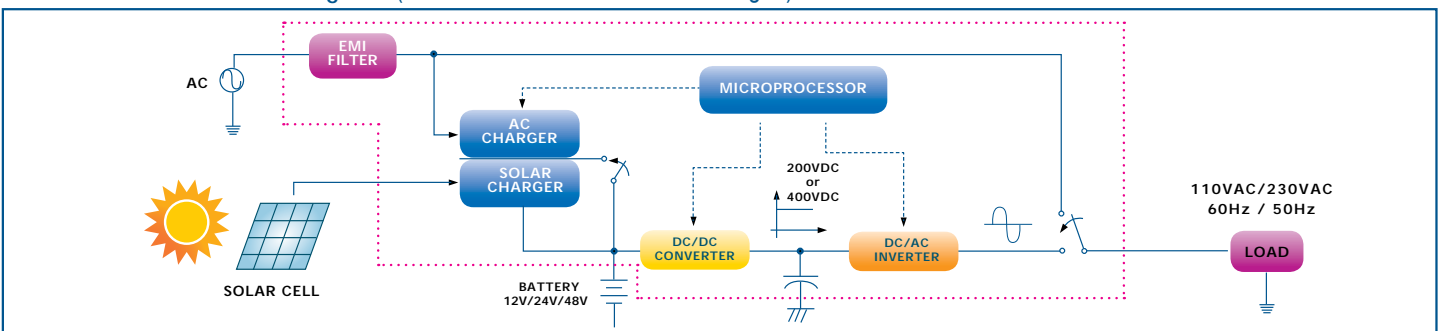 EMI
FILTER
AC
MICROPROCESSOR
AC
CHARGER
SOLAR
CHARGER
200VDC
or
400VDC
110VAC/230VAC
60Hz / 50Hz
DC/DC
CONVERTER
DC/AC
INVERTER
LOAD
SOLAR CELL
BATTERY
12V/24V/48V